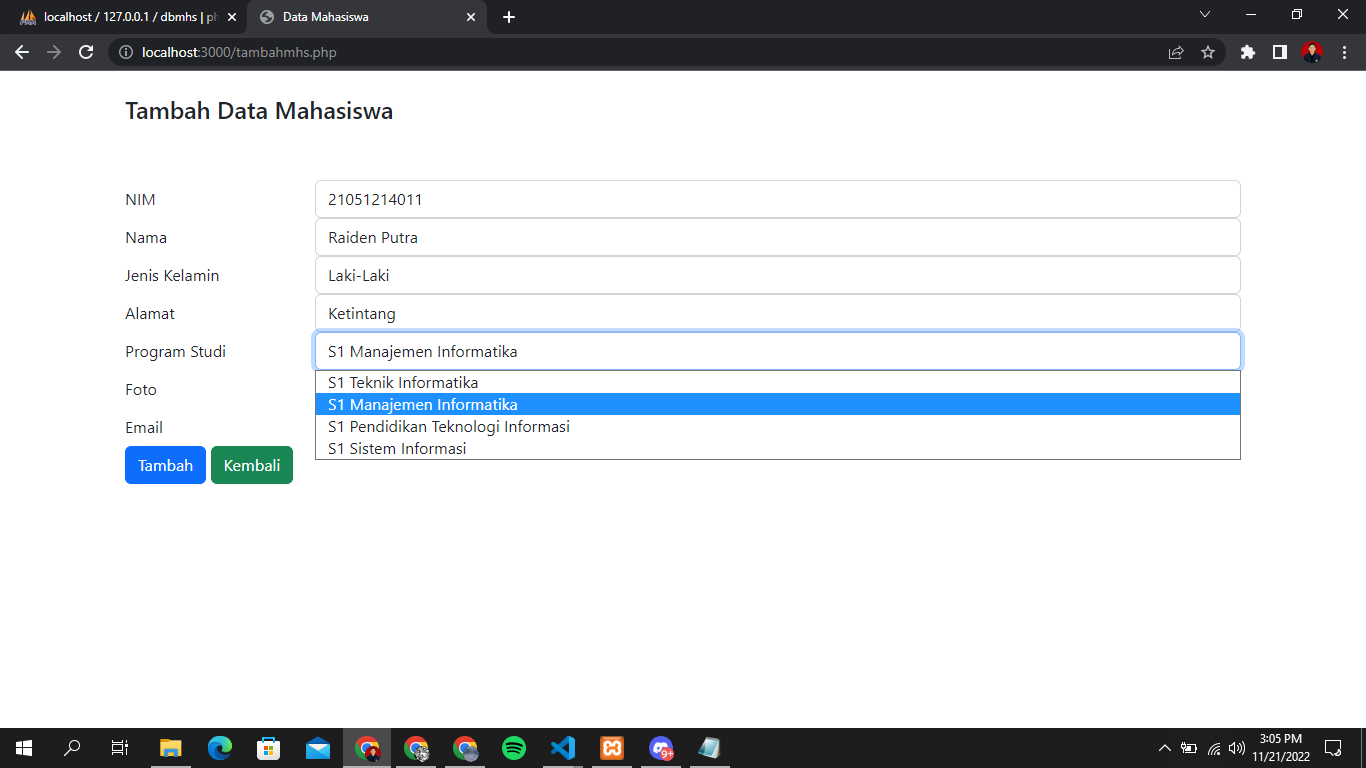 localhost / 127.0.0.1 / dbmhs | ph
Data Mahasiswa
localhost:3000/tambahmhs.php
Tambah Data Mahasiswa
NIM 21051214011
Nama Raiden Putra
Jenis Kelamin Laki-Laki
Alamat Ketintang
Program Studi S1 Manajemen Informatika
S1 Teknik Informatika
S1 Manajemen Informatika
S1 Pendidikan Teknologi Informasi
S1 Sistem Informasi
Foto
Email
Tambah Kembali
9+
3:05 PM
11/21/2022